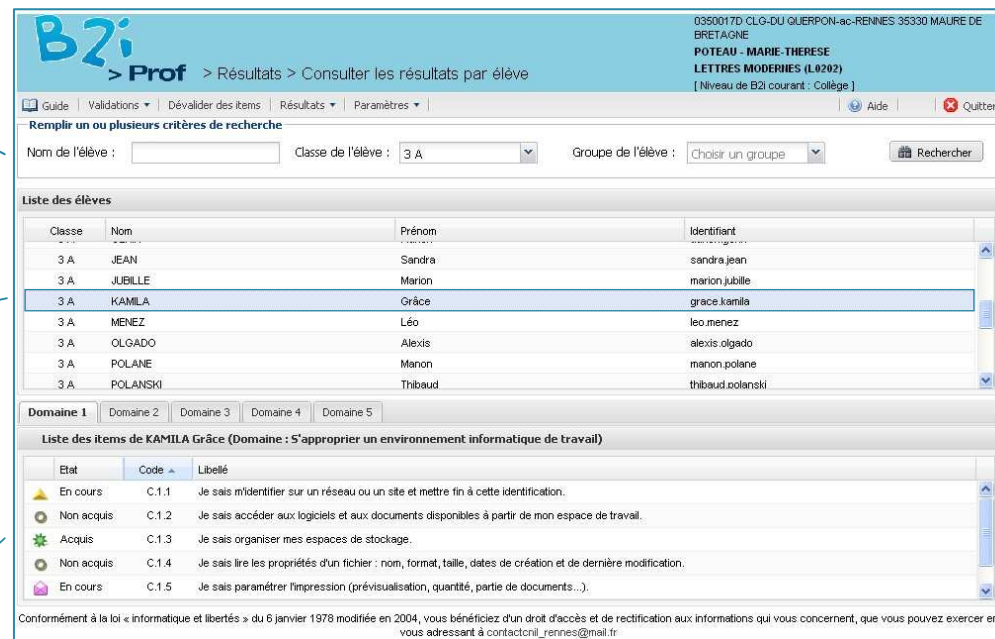 0350017D CLG-DU QUERPON-ac-RENNES 35330 MAURE DE
BRETAGNE
POTEAU - MARIE-THERESE
LETTRES MODERNES (L0202)
[ Niveau de B2i courant : Collège ]
B2i
> Prof > Résultats > Consulter les résultats par élève
Guide | Validations | Dévalider des items | Résultats | Paramètres | Aide | Quitter
Remplir un ou plusieurs critères de recherche
Nom de l'élève : Classe de l'élève : 3 A Groupe de l'élève : Choisir un groupe Rechercher
Liste des élèves
Classe Nom Prénom Identifiant
3 A JEAN Sandra sandra.jean
3 A JUBILLE Marion marion.jubille
3 A KAMILA Grâce grace.kamila
3 A MENEZ Léo leo.menez
3 A OLGADO Alexis alexis.olgado
3 A POLANE Manon manon.polane
3 A POLANSKI Thibaud thibaud.polanski
Domaine 1 Domaine 2 Domaine 3 Domaine 4 Domaine 5
Liste des items de KAMILA Grâce (Domaine : S'approprier un environnement informatique de travail)
Etat Code Libellé
En cours C.1.1 Je sais m'identifier sur un réseau ou un site et mettre fin à cette identification.
Non acquis C.1.2 Je sais accéder aux logiciels et aux documents disponibles à partir de mon espace de travail.
Acquis C.1.3 Je sais organiser mes espaces de stockage.
Non acquis C.1.4 Je sais lire les propriétés d'un fichier : nom, format, taille, dates de création et de dernière modification.
En cours C.1.5 Je sais paramétrer l'impression (prévisualisation, quantité, partie de documents...).
Conformément à la loi « informatique et libertés » du 6 janvier 1978 modifiée en 2004, vous bénéficiez d'un droit d'accès et de rectification aux informations qui vous concernent, que vous pouvez exercer en
vous adressant à contactcnil_rennes@mail.fr